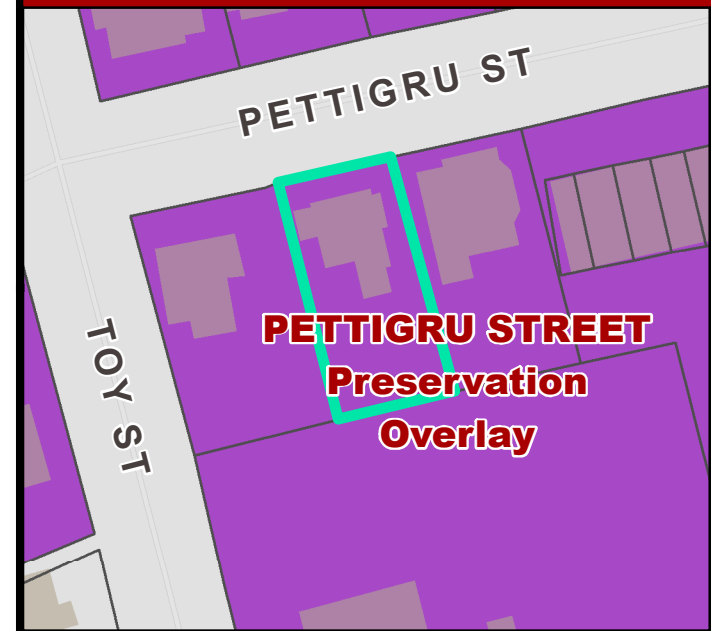 PETTIGRU ST
TOY ST
PETTIGRU STREET
Preservation
Overlay